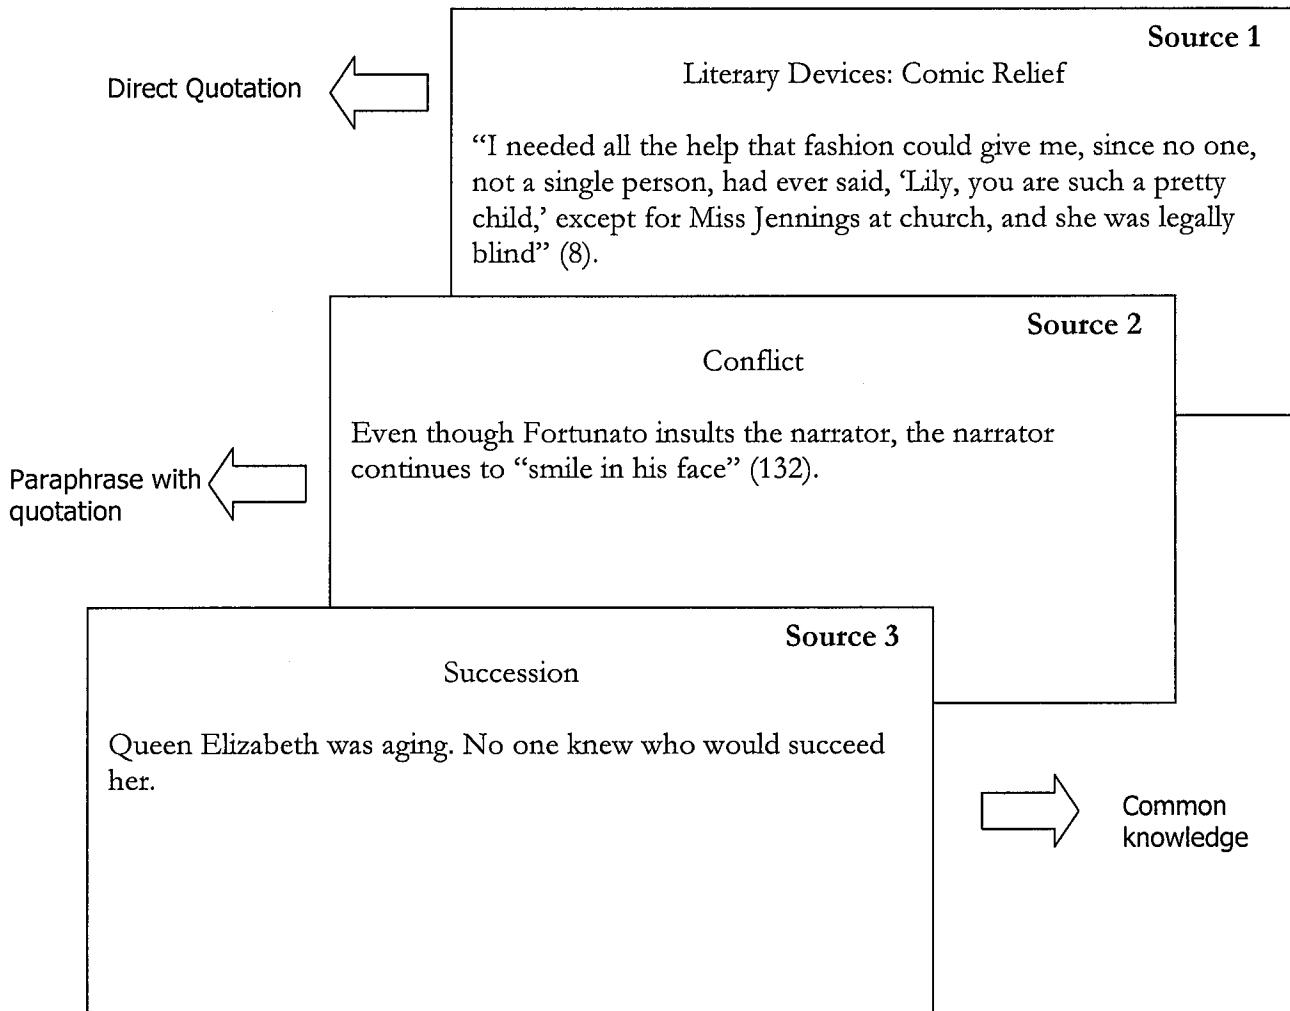 Source 1
Literary Devices: Comic Relief
Direct Quotation
“I needed all the help that fashion could give me, since no one,
not a single person, had ever said, ‘Lily, you are such a pretty
child,’ except for Miss Jennings at church, and she was legally
blind” (8).
Source 2
Conflict
Even though Fortunato insults the narrator, the narrator
continues to “smile in his face” (132).
Paraphrase with
quotation
Source 3
Succession
Queen Elizabeth was aging. No one knew who would succeed
her.
Common
knowledge